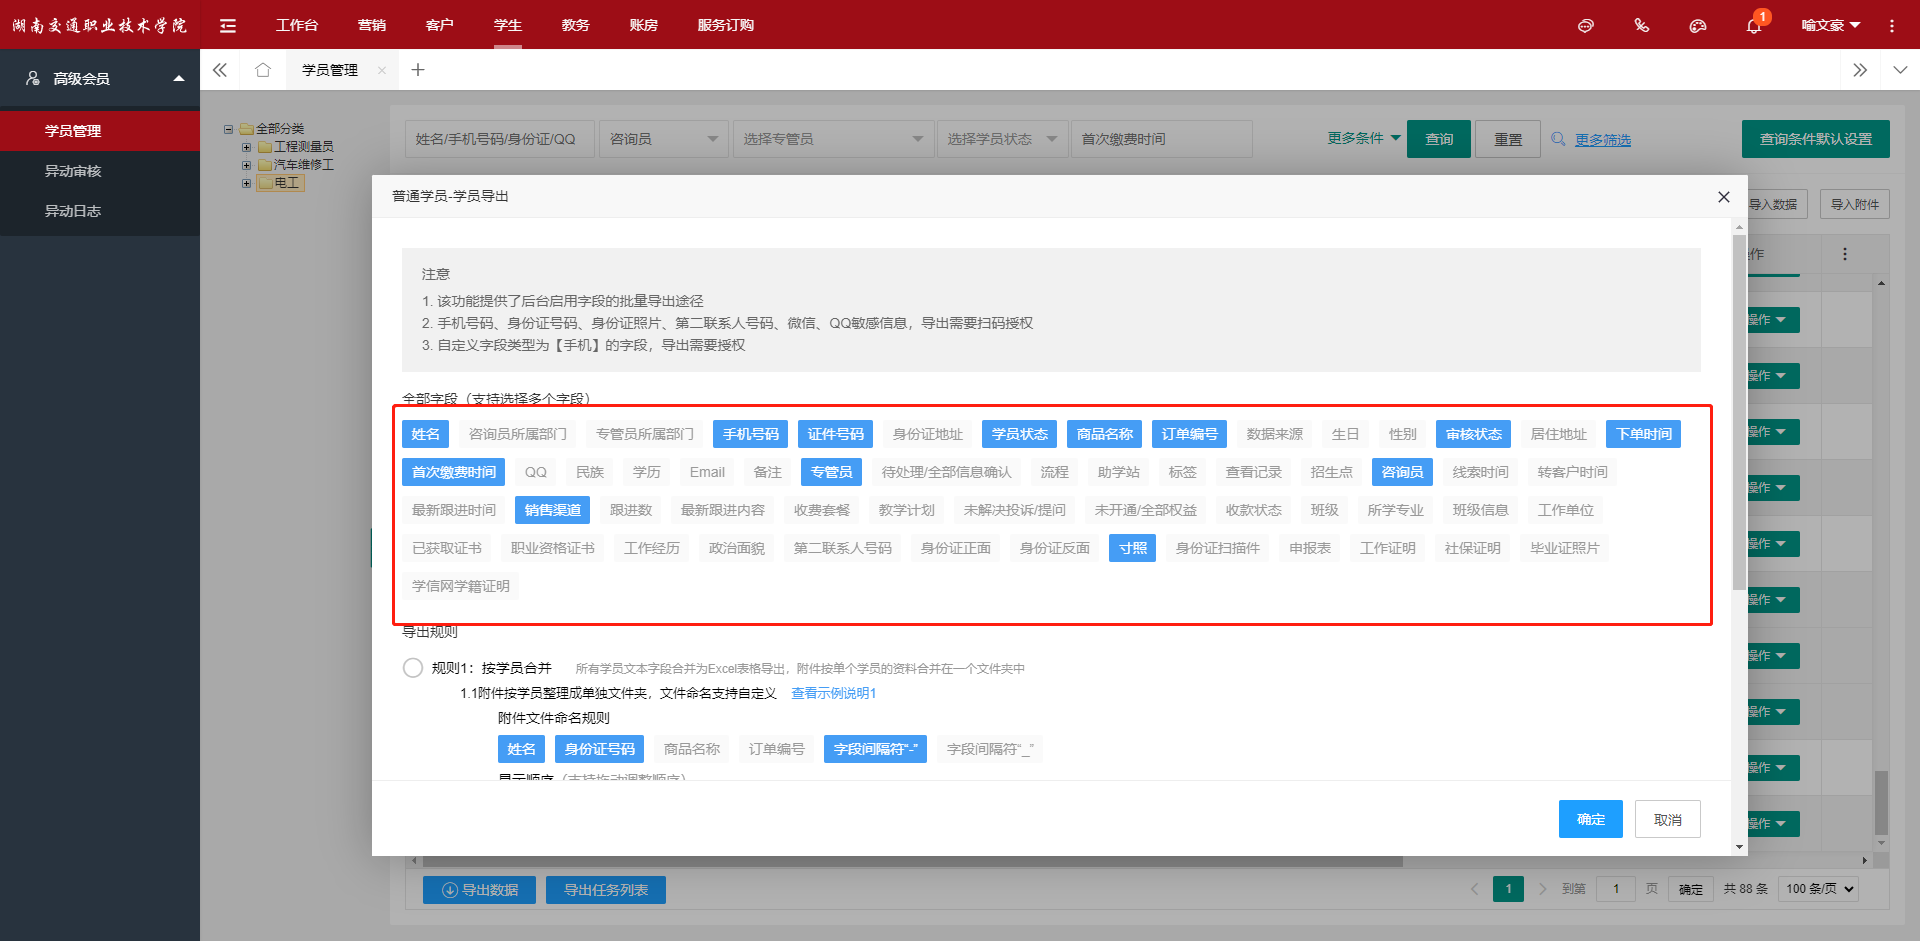 湖南交通职业技术学院 工作台 营销 客户 学生 教务 账房 服务订购 1 喻文豪
高级会员 学员管理
学员管理
异动审核
异动日志
全部分类
工程测量员
汽车维修工
电工
姓名/手机号码/身份证/QQ 咨询员 选择专管员 选择学员状态 首次缴费时间 更多条件 查询 重置 更多筛选 查询条件默认设置
导入数据 导入附件
普通学员-学员导出
注意
1. 该功能提供了后台启用字段的批量导出途径
2. 手机号码、身份证号码、身份证照片、第二联系人号码、微信、QQ敏感信息，导出需要扫码授权
3. 自定义字段类型为【手机】的字段，导出需要授权
全部字段（支持选择多个字段）
姓名 咨询员所属部门 专管员所属部门 手机号码 证件号码 身份证地址 学员状态 商品名称 订单编号 数据来源 生日 性别 审核状态 居住地址 下单时间
首次缴费时间 QQ 民族 学历 Email 备注 专管员 待处理/全部信息确认 流程 助学站 标签 查看记录 招生点 咨询员 线索时间 转客户时间
最新跟进时间 销售渠道 跟进数 最新跟进内容 收费套餐 教学计划 未解决投诉/提问 未开通/全部权益 收款状态 班级 所学专业 班级信息 工作单位
已获取证书 职业资格证书 工作经历 政治面貌 第二联系人号码 身份证正面 身份证反面 寸照 身份证扫描件 申报表 工作证明 社保证明 毕业证照片
学信网学籍证明
导出规则
规则1：按学员合并 所有学员文本字段合并为Excel表格导出，附件按单个学员的资料合并在一个文件夹中
1.1附件按学员整理成单独文件夹，文件命名支持自定义 查看示例说明1
附件文件命名规则
姓名 身份证号码 商品名称 订单编号 字段间隔符“-” 字段间隔符“_”
显示顺序（支持拖动调整顺序）
确定 取消
作
操作
操作
操作
操作
操作
操作
操作
操作
操作
操作
导出数据 导出任务列表 1 到第 1 页 确定 共 88 条 100 条/页